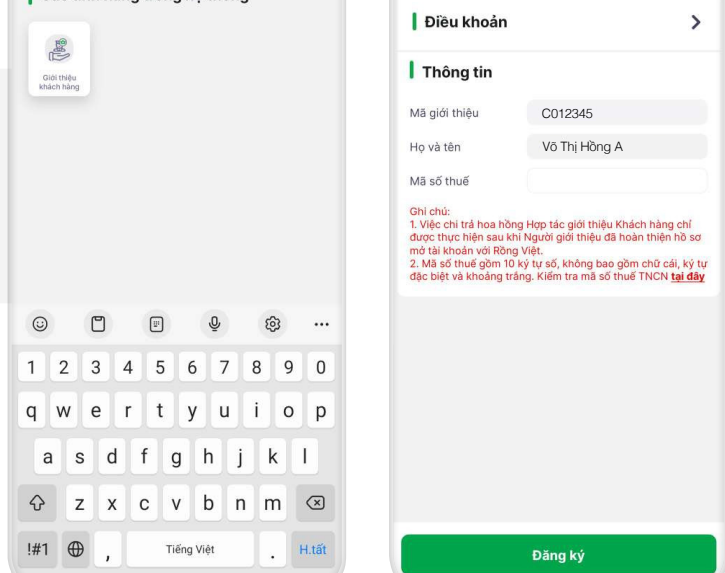 Giới thiệu
khách hàng
1 2 3 4 5 6 7 8 9 0
q w e r t y u i o p
a s d f g h j k l
z x c v b n m
!#1 , Tiếng Việt . H.tất
Điều khoản
Thông tin
Mã giới thiệu C012345
Họ và tên Võ Thị Hồng A
Mã số thuế
Ghi chú:
1. Việc chi trả hoa hồng Hợp tác giới thiệu Khách hàng chỉ
được thực hiện sau khi Người giới thiệu đã hoàn thiện hồ sơ
mở tài khoản với Rồng Việt.
2. Mã số thuế gồm 10 ký tự số, không bao gồm chữ cái, ký tự
đặc biệt và khoảng trắng. Kiểm tra mã số thuế TNCN tại đây
Đăng ký